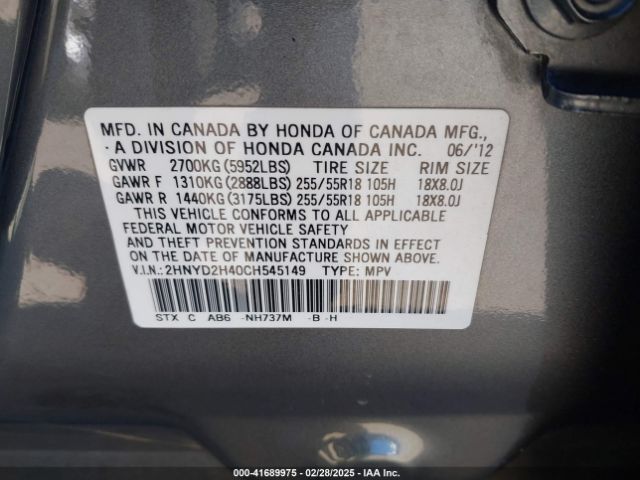 MFD. IN CANADA BY HONDA OF CANADA MFG.,
A DIVISION OF HONDA CANADA INC. 06/'12
GVWR 2700KG(5952LBS) TIRE SIZE RIM SIZE
GAWR F 1310KG(2888LBS) 255/55R18 105H 18X8.0J
GAWR R 1440KG(3175LBS) 255/55R18 105H 18X8.0J
THIS VEHICLE CONFORMS TO ALL APPLICABLE
FEDERAL MOTOR VEHICLE SAFETY
AND THEFT PREVENTION STANDARDS IN EFFECT
ON THE DATE OF MANUFACTURE SHOWN ABOVE.
V.I.N.: 2HNYD2H40CH545149 TYPE: MPV
STX C AB6 -NH737M -B -H
000-41689975 — 02/28/2025 — IAA Inc.